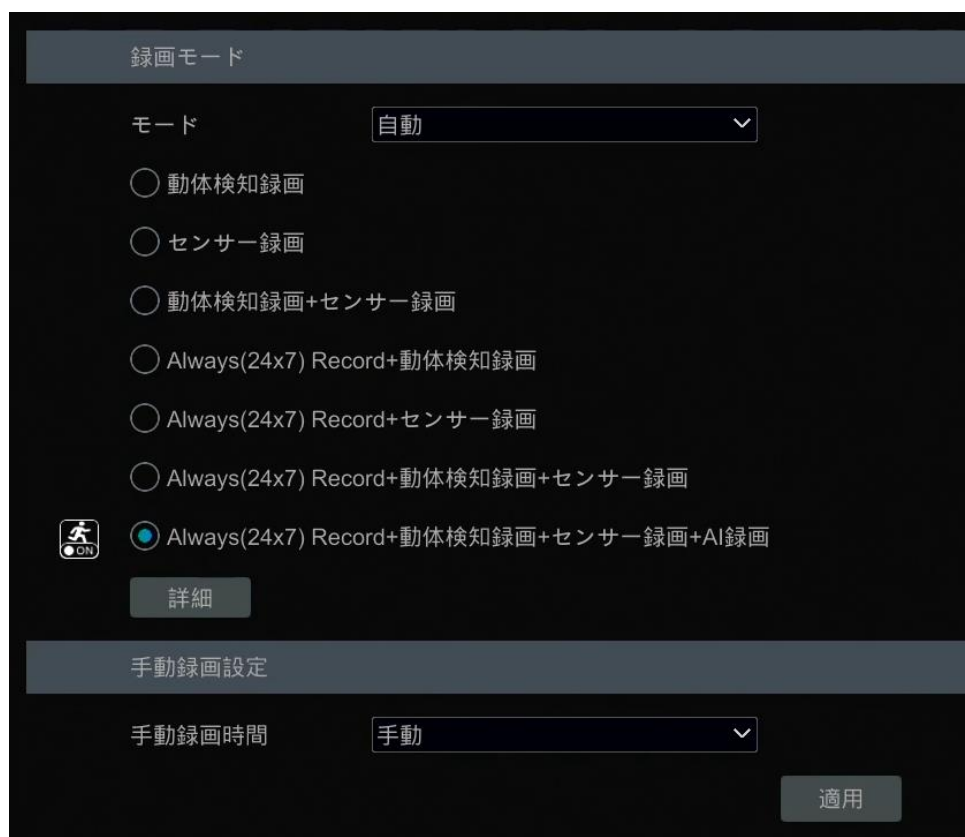 録画モード
モード 自動
動体検知録画
センサー録画
動体検知録画+センサー録画
Always(24x7) Record+動体検知録画
Always(24x7) Record+センサー録画
Always(24x7) Record+動体検知録画+センサー録画
ON Always(24x7) Record+動体検知録画+センサー録画+AI録画
詳細
手動録画設定
手動録画時間 手動
適用